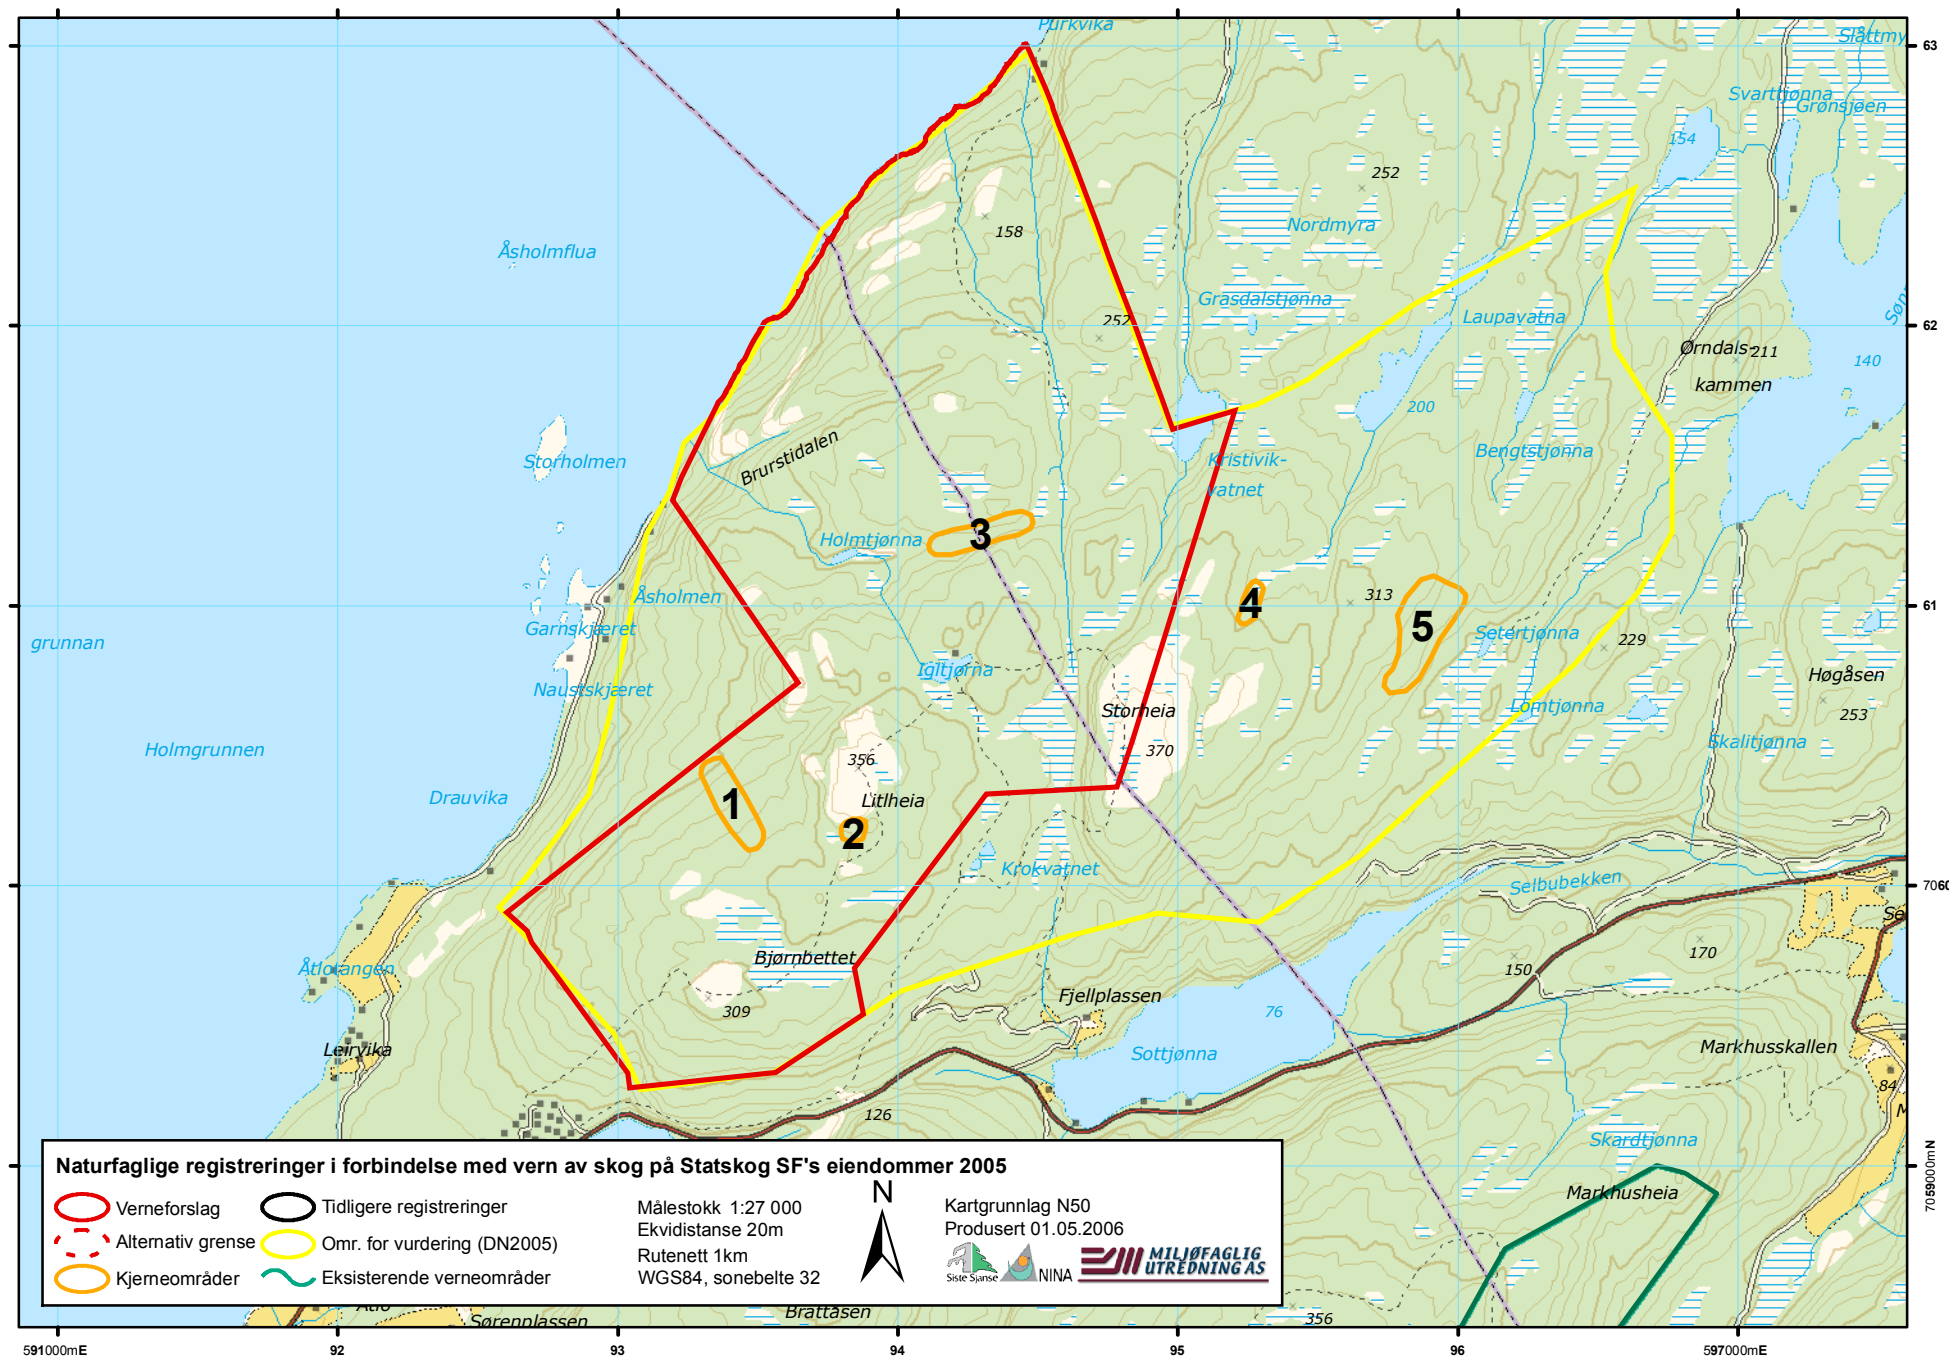 Purkvika
Slåttmy
63
Svarttjønna
Grønsjøen
154
252
Nordmyra
158
Åsholmflua
Grasdalstjønna
Laupavatna
252
62
Ørndals-
211
kammen
140
Søn
200
Brurstidalen
Storholmen
Kristivik-
vatnet
Bengtstjønna
3
Holmtjønna
Åsholmen
4
313
61
5
Garnskjæret
Setertjønna
229
grunnan
Igltjørna
Høgåsen
Naustskjæret
Storheia
Lomtjønna
253
Holmgrunnen
370
Skalitjønna
356
Drauvika
1
Litlheia
2
Krokvatnet
Selbubekken
7060
Se
Bjørnbettet
Åtlotangen
150
170
309
Fjellplassen
76
Leirvika
Sottjønna
Markhusskallen
84
M
126
Skardtjønna
Markhusheia
7059000mN
Naturfaglige registreringer i forbindelse med vern av skog på Statskog SF's eiendommer 2005
Verneforslag
Tidligere registreringer
Alternativ grense
Omr. for vurdering (DN2005)
Kjerneområder
Eksisterende verneområder
Målestokk 1:27 000
Ekvidistanse 20m
Rutenett 1km
WGS84, sonebelte 32
N
Kartgrunnlag N50
Produsert 01.05.2006
Siste Sjanse
NINA
MILJØFAGLIG
UTREDNING AS
Åtlo
Sørenplassen
Brattåsen
356
591000mE
92
93
94
95
96
597000mE